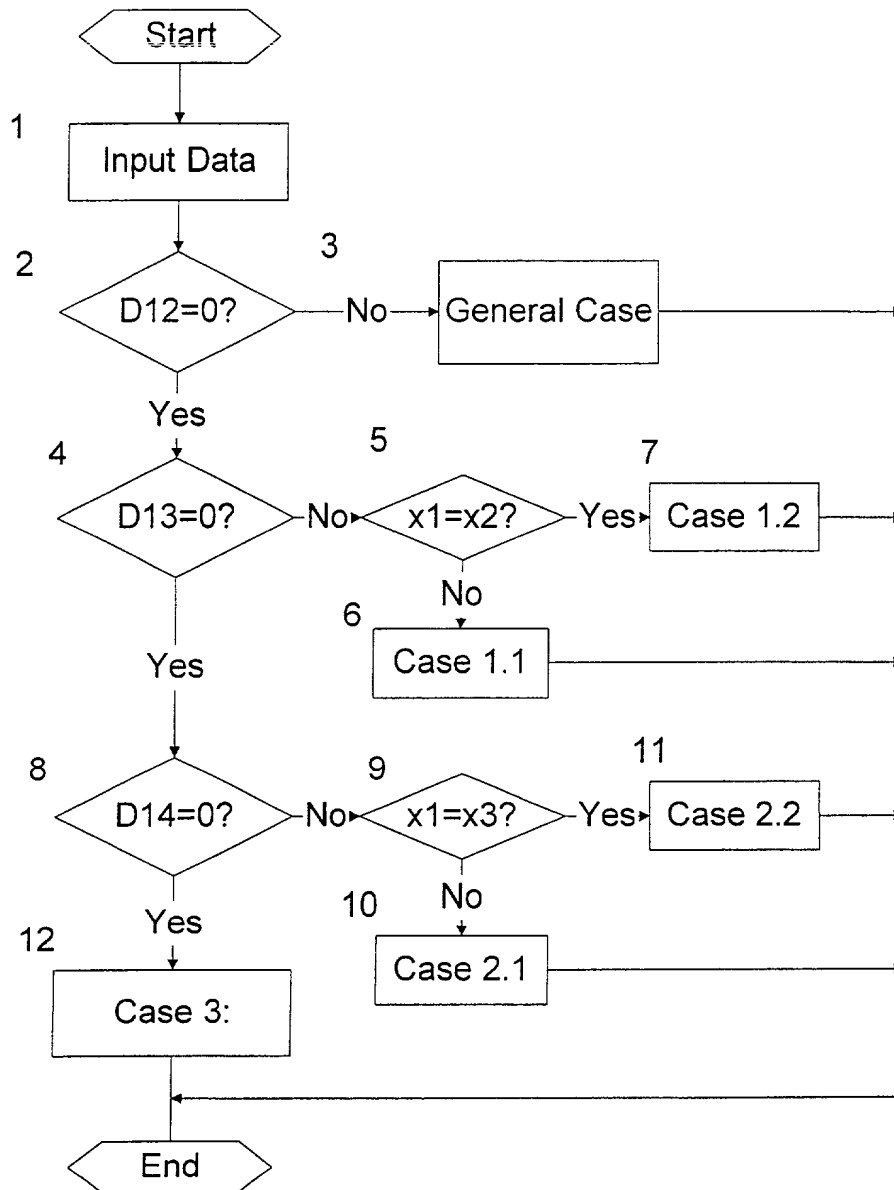 Start
1
Input Data
2
3
D12=0?
No
General Case
Yes
4
5
7
D13=0?
No
x1=x2?
Yes
Case 1.2
No
6
Case 1.1
Yes
8
9
11
D14=0?
No
x1=x3?
Yes
Case 2.2
Yes
No
10
12
Case 2.1
Case 3:
End